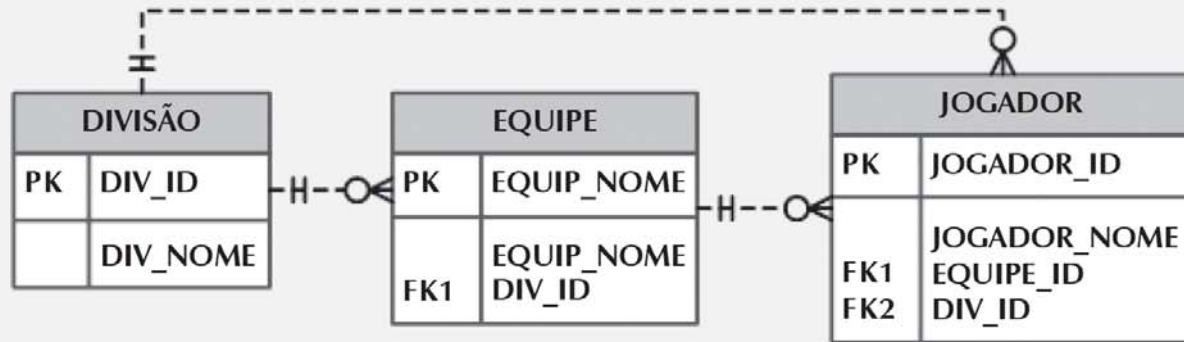 DIVISÃO
PK DIV_ID
DIV_NOME
EQUIPE
PK EQUIP_NOME
EQUIP_NOME
FK1 DIV_ID
JOGADOR
PK JOGADOR_ID
JOGADOR_NOME
FK1 EQUIPE_ID
FK2 DIV_ID